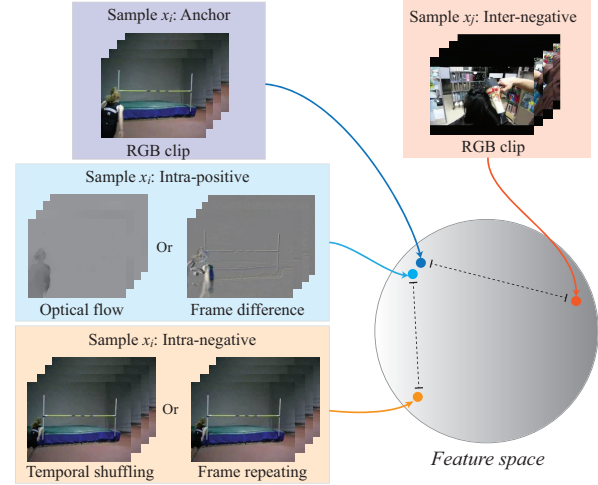 Sample xᵢ: Anchor
RGB clip
Sample xⱼ: Inter-negative
RGB clip
Sample xᵢ: Intra-positive
Or
Optical flow
Frame difference
Sample xᵢ: Intra-negative
Or
Temporal shuffling
Frame repeating
Feature space